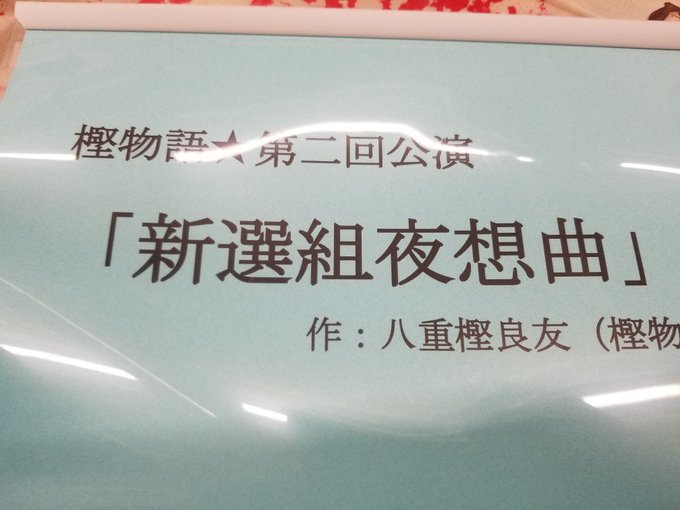 樫物語★第二回公演
「新選組夜想曲」
作：八重樫良友（樫物